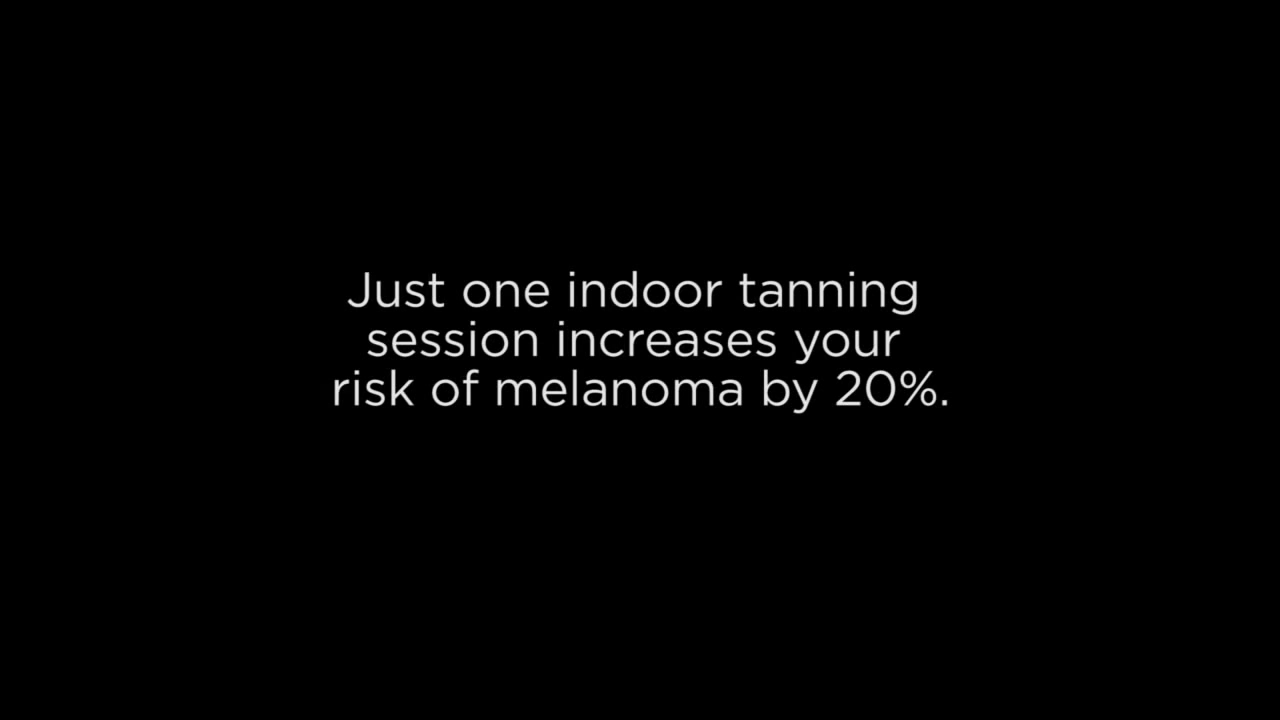 Just one indoor tanning
session increases your
risk of melanoma by 20%.